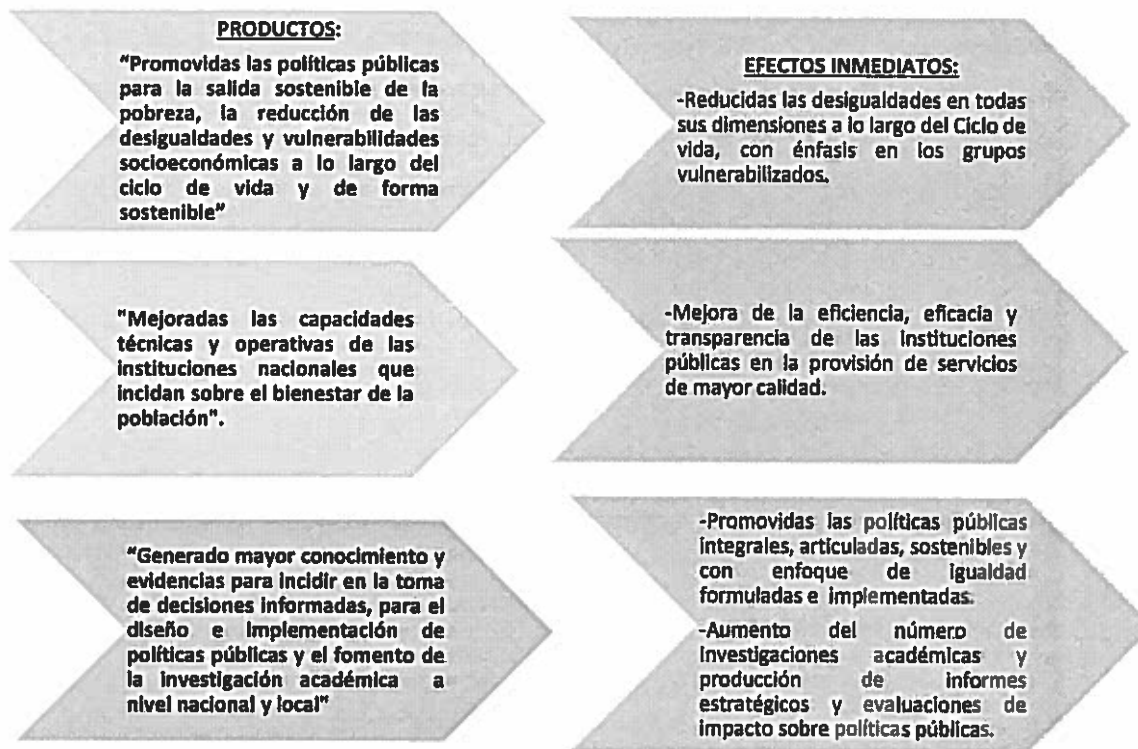 PRODUCTOS:
"Promovidas las políticas públicas
para la salida sostenible de la
pobreza, la reducción de las
desigualdades y vulnerabilidades
socioeconómicas a lo largo del
ciclo de vida y de forma
sostenible"
EFECTOS INMEDIATOS:
-Reducidas las desigualdades en todas
sus dimensiones a lo largo del Ciclo de
vida, con énfasis en los grupos
vulnerabilizados.
"Mejoradas las capacidades
técnicas y operativas de las
instituciones nacionales que
incidan sobre el bienestar de la
población".
-Mejora de la eficiencia, eficacia y
transparencia de las instituciones
públicas en la provisión de servicios
de mayor calidad.
"Generado mayor conocimiento y
evidencias para incidir en la toma
de decisiones informadas, para el
diseño e implementación de
políticas públicas y el fomento de
la investigación académica a
nivel nacional y local"
-Promovidas las políticas públicas
integrales, articuladas, sostenibles y
con enfoque de igualdad
formuladas e implementadas.
-Aumento del número de
investigaciones académicas y
producción de informes
estratégicos y evaluaciones de
impacto sobre políticas públicas.